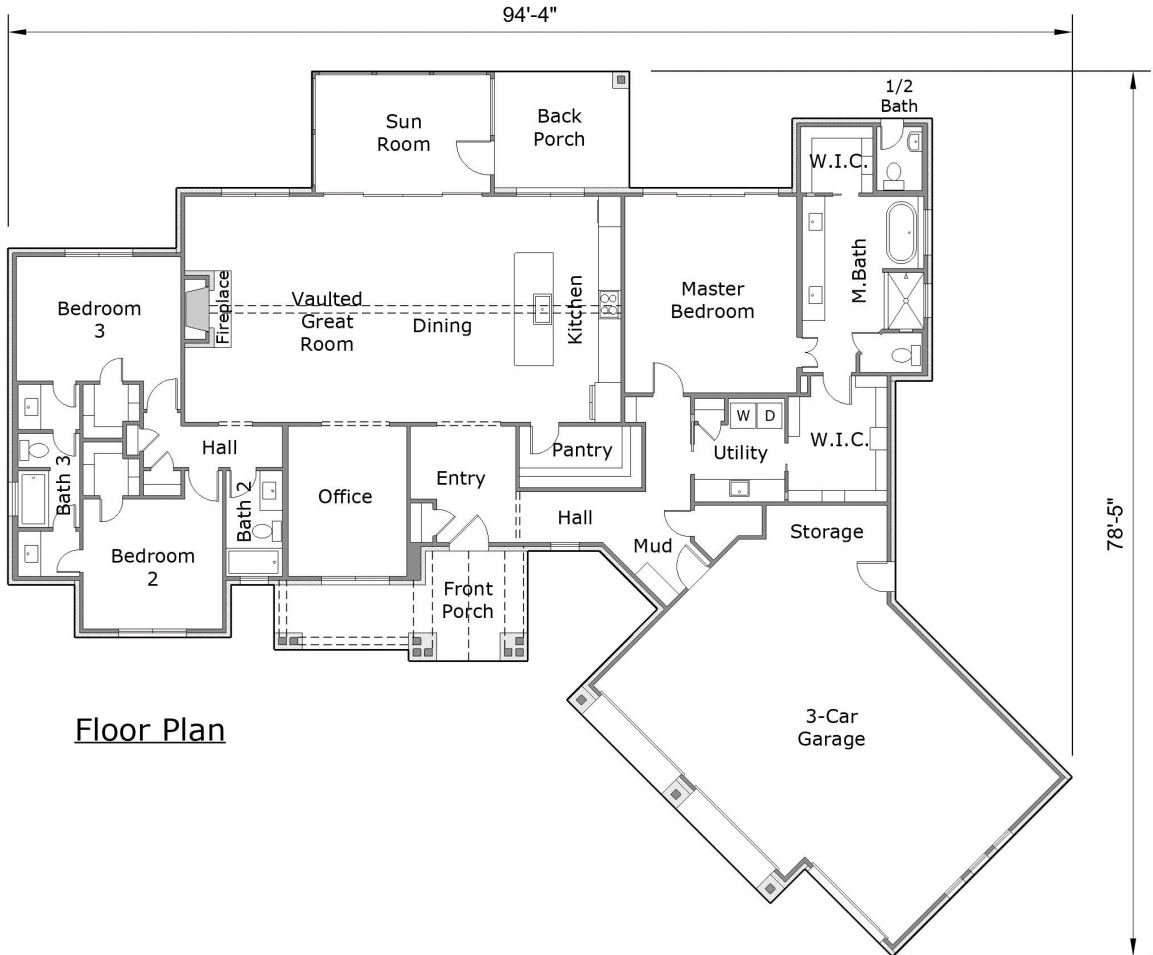 94'-4"
1/2
Bath
Sun
Room
Back
Porch
W.I.C.
M.Bath
Master
Bedroom
Kitchen
Dining
Vaulted
Great
Room
Fireplace
Bedroom
3
W D
Utility
W.I.C.
Pantry
Hall
Entry
Office
Bath 3
Bath 2
Hall
Mud
Storage
Bedroom
2
Front
Porch
78'-5"
3-Car
Garage
Floor Plan